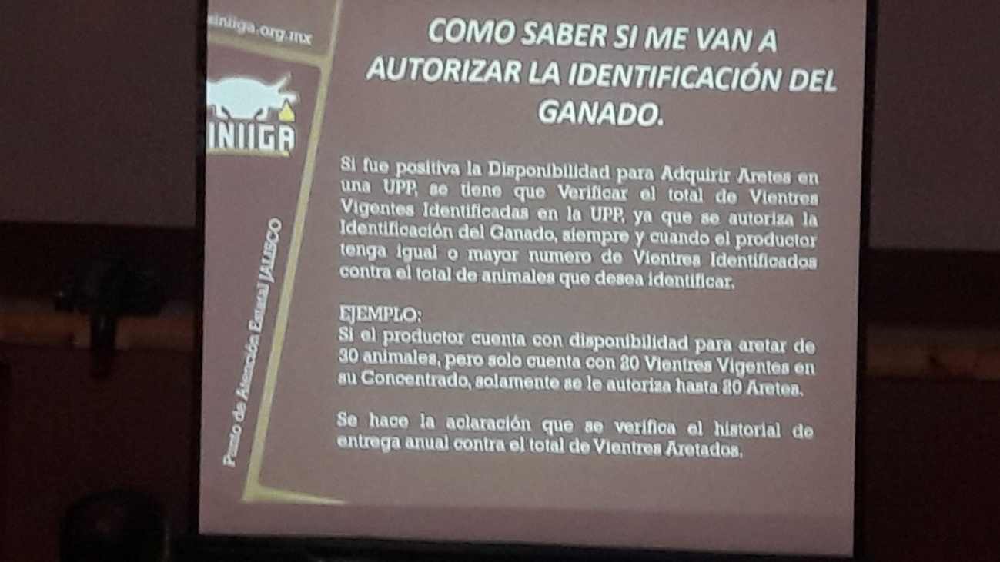 siniiga.org.mx
INIIGA
Punto de Atención Estatal JALISCO
COMO SABER SI ME VAN A
AUTORIZAR LA IDENTIFICACIÓN DEL
GANADO.
Si fue positiva la Disponibilidad para Adquirir Aretes en
una UPP, se tiene que Verificar el total de Vientres
Vigentes Identificadas en la UPP, ya que se autoriza la
Identificación del Ganado, siempre y cuando el productor
tenga igual o mayor numero de Vientres Identificados
contra el total de animales que desea identificar.
EJEMPLO:
Si el productor cuenta con disponibilidad para aretar de
30 animales, pero solo cuenta con 20 Vientres Vigentes en
su Concentrado, solamente se le autoriza hasta 20 Aretes.
Se hace la aclaración que se verifica el historial de
entrega anual contra el total de Vientres Aretados.